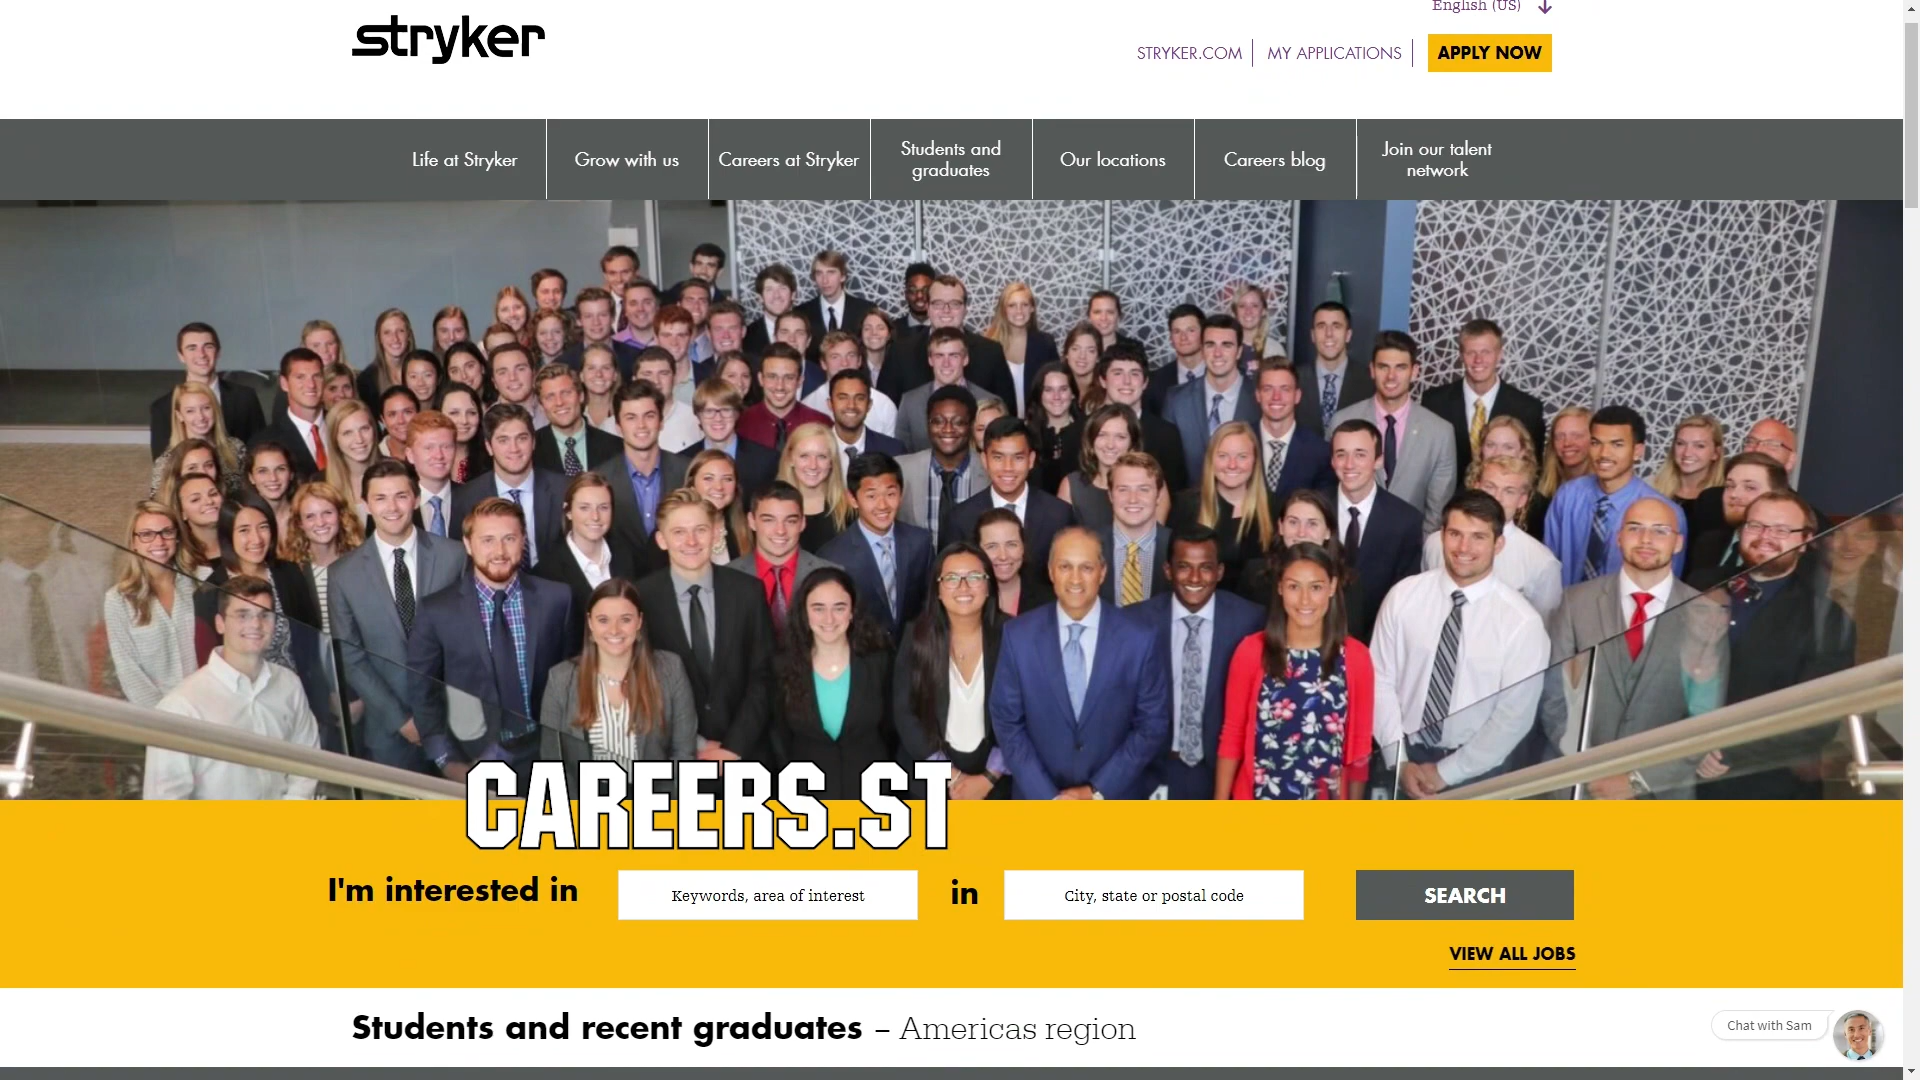 English (US)
stryker
STRYKER.COM
MY APPLICATIONS
APPLY NOW
Life at Stryker
Grow with us
Careers at Stryker
Students and
graduates
Our locations
Careers blog
Join our talent
network
CAREERS.ST
I'm interested in
Keywords, area of interest
in
City, state or postal code
SEARCH
VIEW ALL JOBS
Students and recent graduates – Americas region
Chat with Sam